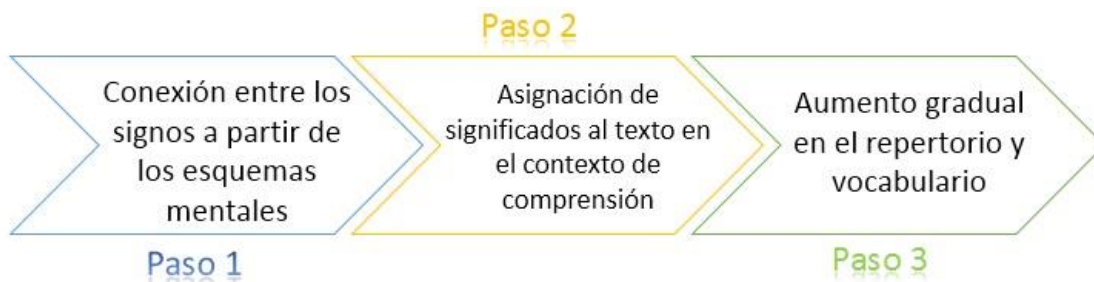 Paso 1
Conexión entre los
signos a partir de
los esquemas
mentales
Paso 2
Asignación de
significados al texto en
el contexto de
comprensión
Paso 3
Aumento gradual
en el repertorio y
vocabulario